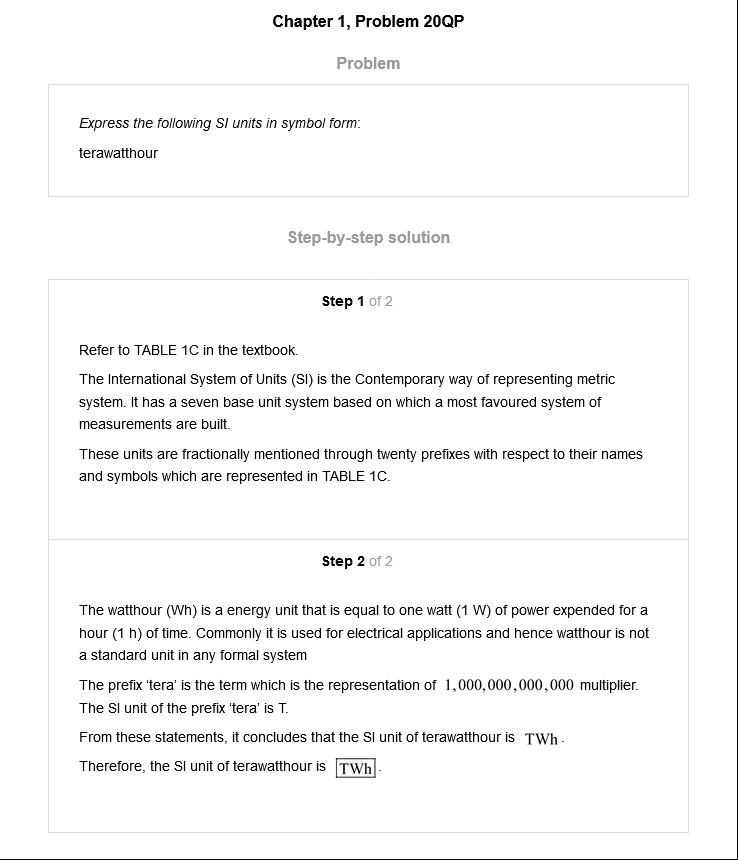 Chapter 1, Problem 20QP
Problem
Express the following SI units in symbol form:
terawatthour
Step-by-step solution
Step 1 of 2
Refer to TABLE 1C in the textbook.
The International System of Units (SI) is the Contemporary way of representing metric
system. It has a seven base unit system based on which a most favoured system of
measurements are built.
These units are fractionally mentioned through twenty prefixes with respect to their names
and symbols which are represented in TABLE 1C.
Step 2 of 2
The watthour (Wh) is a energy unit that is equal to one watt (1 W) of power expended for a
hour (1 h) of time. Commonly it is used for electrical applications and hence watthour is not
a standard unit in any formal system
The prefix ‘tera’ is the term which is the representation of 1,000,000,000,000 multiplier.
The SI unit of the prefix ‘tera’ is T.
From these statements, it concludes that the SI unit of terawatthour is TWh.
Therefore, the SI unit of terawatthour is TWh.